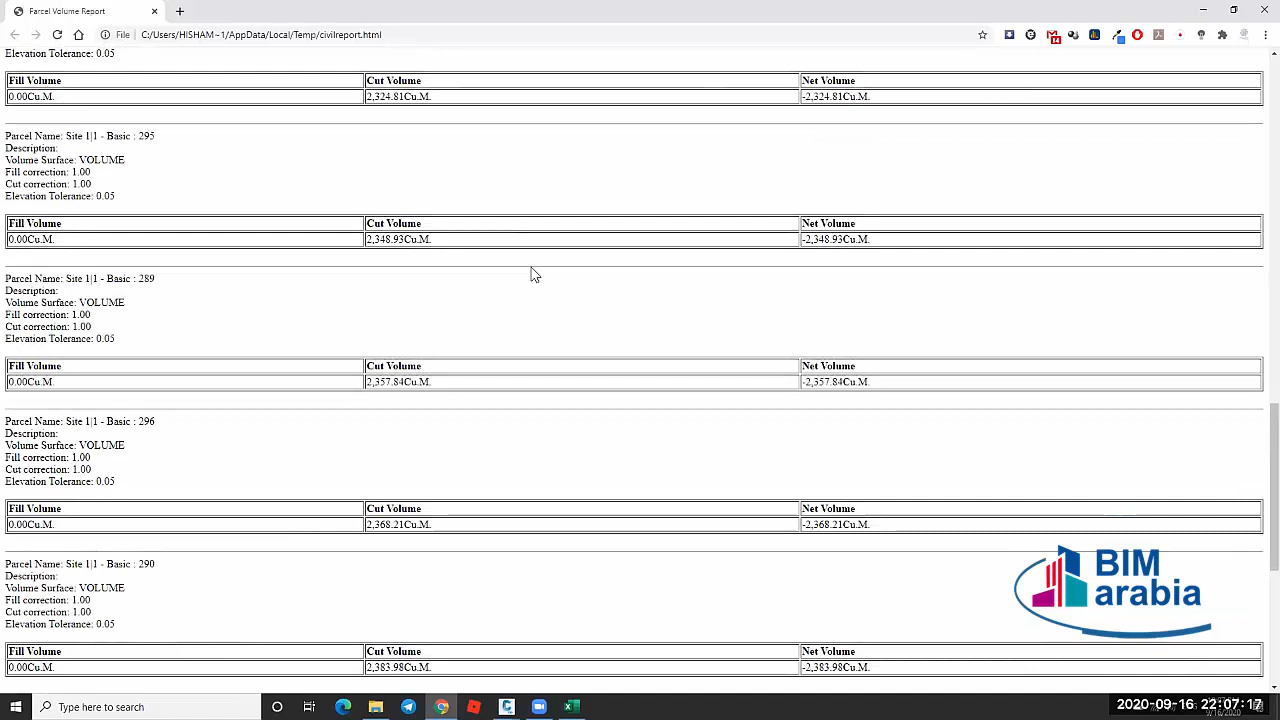 Parcel Volume Report
File C:/Users/HISHAM~1/AppData/Local/Temp/civilreport.html
Elevation Tolerance: 0.05
Fill Volume Cut Volume Net Volume
0.00Cu.M. 2,324.81Cu.M. -2,324.81Cu.M.
Parcel Name: Site 1|1 - Basic : 295
Description:
Volume Surface: VOLUME
Fill correction: 1.00
Cut correction: 1.00
Elevation Tolerance: 0.05
Fill Volume Cut Volume Net Volume
0.00Cu.M. 2,348.93Cu.M. -2,348.93Cu.M.
Parcel Name: Site 1|1 - Basic : 289
Description:
Volume Surface: VOLUME
Fill correction: 1.00
Cut correction: 1.00
Elevation Tolerance: 0.05
Fill Volume Cut Volume Net Volume
0.00Cu.M. 2,357.84Cu.M. -2,357.84Cu.M.
Parcel Name: Site 1|1 - Basic : 296
Description:
Volume Surface: VOLUME
Fill correction: 1.00
Cut correction: 1.00
Elevation Tolerance: 0.05
Fill Volume Cut Volume Net Volume
0.00Cu.M. 2,368.21Cu.M. -2,368.21Cu.M.
Parcel Name: Site 1|1 - Basic : 290
Description:
Volume Surface: VOLUME
Fill correction: 1.00
Cut correction: 1.00
Elevation Tolerance: 0.05
BIM
arabia
Fill Volume Cut Volume Net Volume
0.00Cu.M. 2,383.98Cu.M. -2,383.98Cu.M.
Type here to search
2020-09-16 22:07:17
9/16/2020